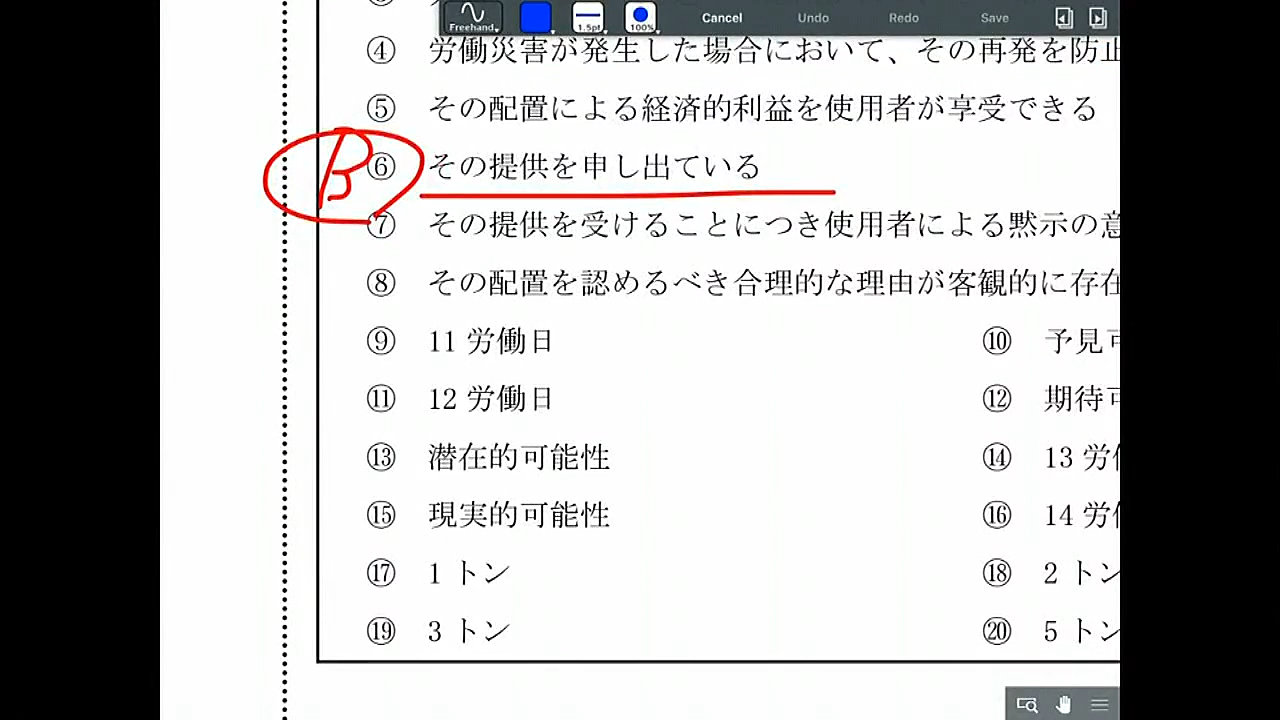 Freehand 1.5pt 100% Cancel Undo Redo Save
④ 労働災害が発生した場合において、その再発を防止
⑤ その配置による経済的利益を使用者が享受できる
B ⑥ その提供を申し出ている
⑦ その提供を受けることにつき使用者による黙示の意
⑧ その配置を認めるべき合理的な理由が客観的に存在
⑨ 11 労働日 ⑩ 予見可
⑪ 12 労働日 ⑫ 期待可
⑬ 潜在的可能性 ⑭ 13 労働
⑮ 現実的可能性 ⑯ 14 労働
⑰ 1 トン ⑱ 2 トン
⑲ 3 トン ⑳ 5 トン